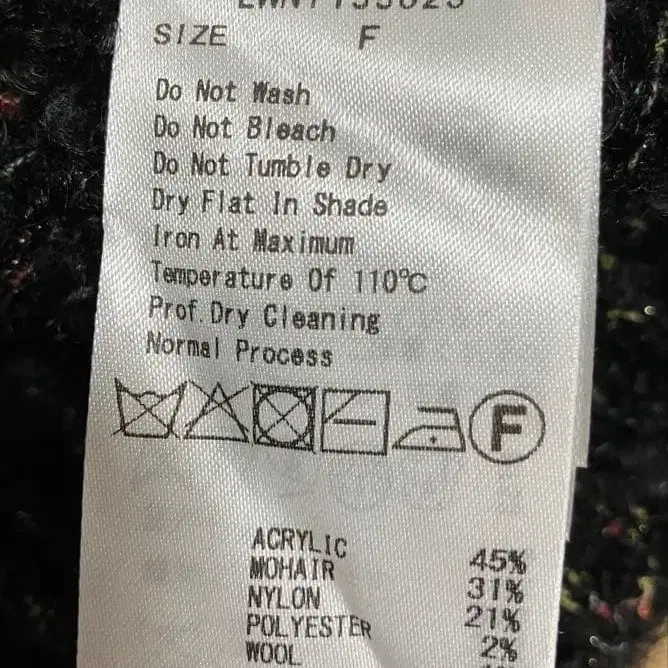 SIZE F
Do Not Wash
Do Not Bleach
Do Not Tumble Dry
Dry Flat In Shade
Iron At Maximum
Temperature Of 110℃
Prof.Dry Cleaning
Normal Process
F
ACRYLIC 45%
MOHAIR 31%
NYLON 21%
POLYESTER 2%
WOOL